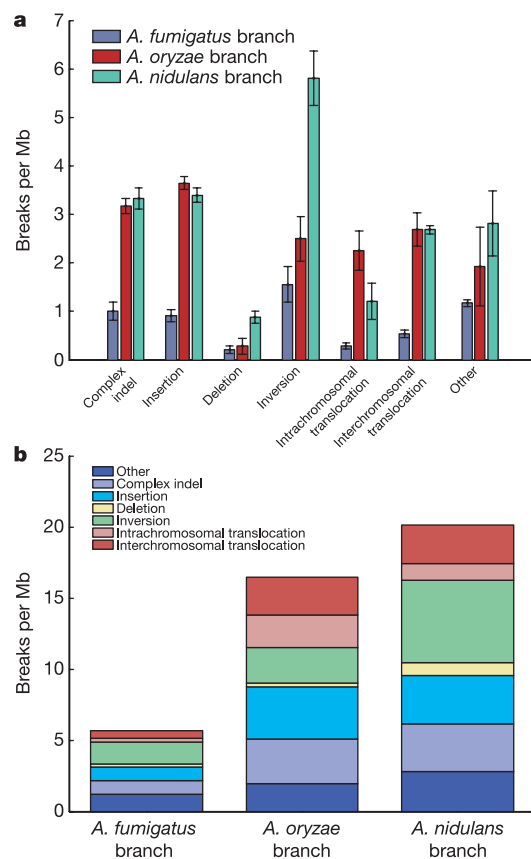 a
7
6
5
4
3
2
1
0
Breaks per Mb
A. fumigatus branch
A. oryzae branch
A. nidulans branch
Complex
indel
Insertion
Deletion
Inversion
Intrachromosomal
translocation
Interchromosomal
translocation
Other
b
25
20
15
10
5
0
Breaks per Mb
Other
Complex indel
Insertion
Deletion
Inversion
Intrachromosomal translocation
Interchromosomal translocation
A. fumigatus
branch
A. oryzae
branch
A. nidulans
branch